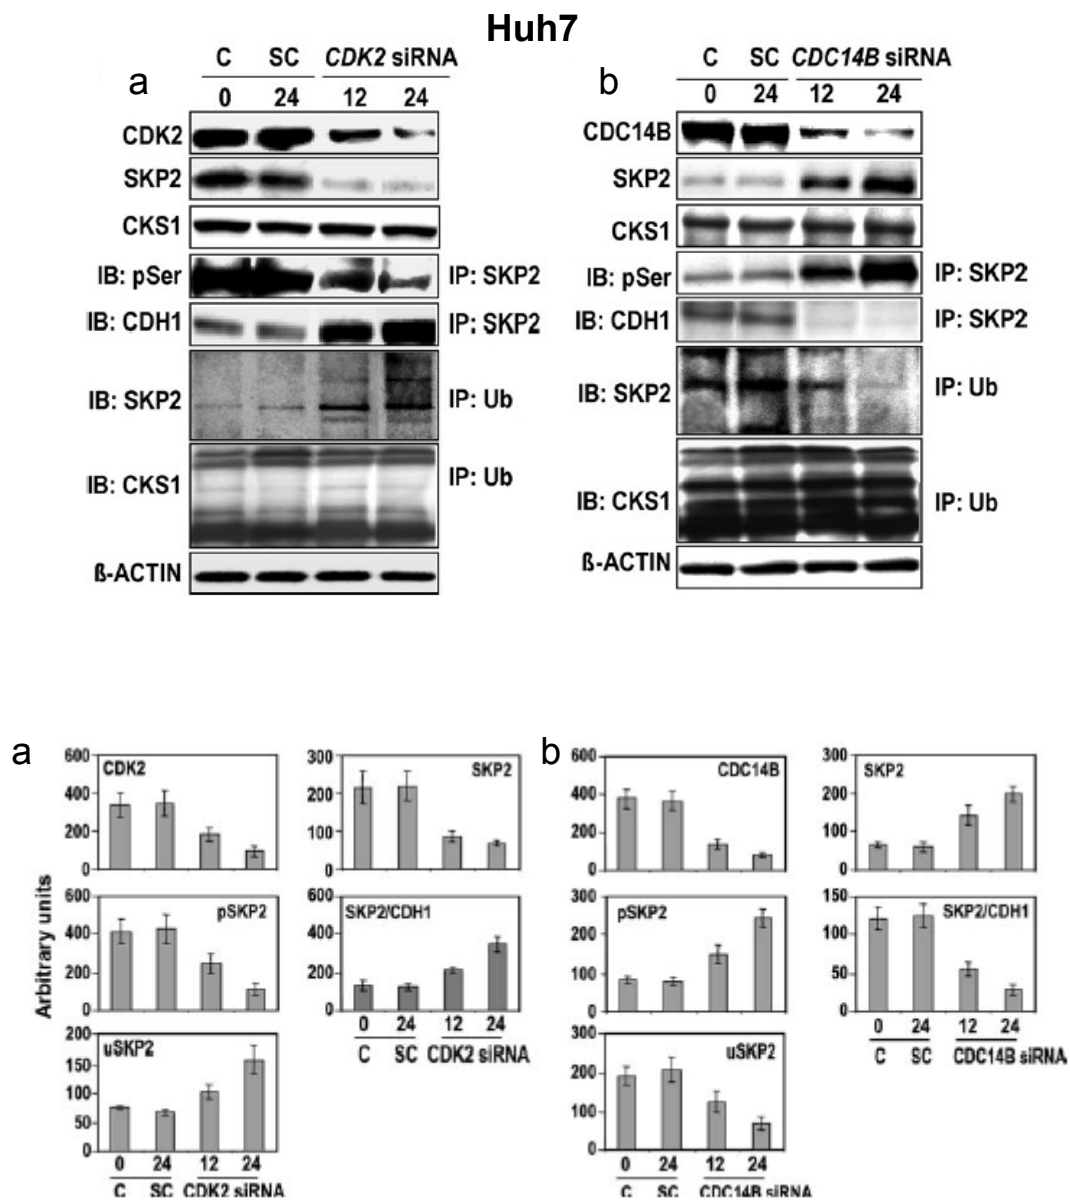 Huh7
a
C SC CDK2 siRNA
0 24 12 24
CDK2
SKP2
CKS1
IB: pSer IP: SKP2
IB: CDH1 IP: SKP2
IB: SKP2 IP: Ub
IB: CKS1 IP: Ub
ß-ACTIN
b
C SC CDC14B siRNA
0 24 12 24
CDC14B
SKP2
CKS1
IB: pSer IP: SKP2
IB: CDH1 IP: SKP2
IB: SKP2 IP: Ub
IB: CKS1 IP: Ub
ß-ACTIN
a
Arbitrary units
CDK2
600
400
200
0
SKP2
300
200
100
0
pSKP2
600
400
200
0
SKP2/CDH1
600
400
200
0
0 24 12 24
C SC CDK2 siRNA
uSKP2
200
150
100
50
0
0 24 12 24
C SC CDK2 siRNA
b
CDC14B
600
400
200
0
SKP2
300
200
100
0
pSKP2
300
200
100
0
SKP2/CDH1
150
100
50
0
0 24 12 24
C SC CDC14B siRNA
uSKP2
300
200
100
0
0 24 12 24
C SC CDC14B siRNA